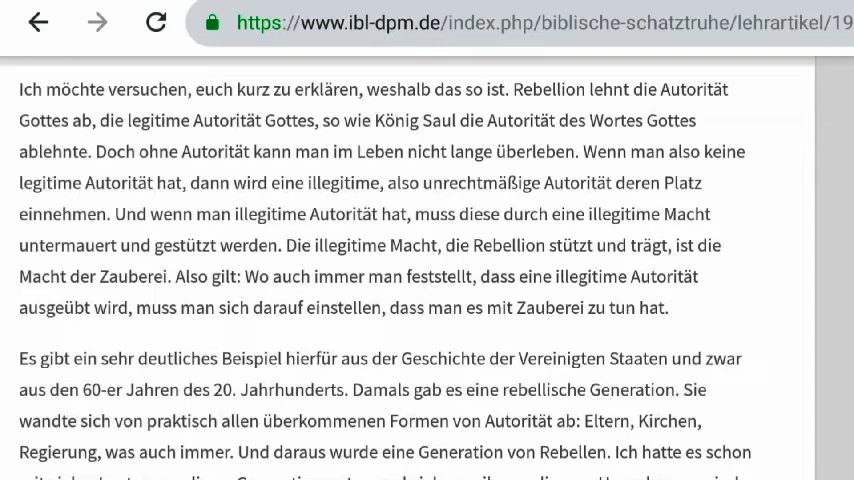 https://www.ibl-dpm.de/index.php/biblische-schatztruhe/lehrartikel/19
Ich möchte versuchen, euch kurz zu erklären, weshalb das so ist. Rebellion lehnt die Autorität
Gottes ab, die legitime Autorität Gottes, so wie König Saul die Autorität des Wortes Gottes
ablehnte. Doch ohne Autorität kann man im Leben nicht lange überleben. Wenn man also keine
legitime Autorität hat, dann wird eine illegitime, also unrechtmäßige Autorität deren Platz
einnehmen. Und wenn man illegitime Autorität hat, muss diese durch eine illegitime Macht
untermauert und gestützt werden. Die illegitime Macht, die Rebellion stützt und trägt, ist die
Macht der Zauberei. Also gilt: Wo auch immer man feststellt, dass eine illegitime Autorität
ausgeübt wird, muss man sich darauf einstellen, dass man es mit Zauberei zu tun hat.
Es gibt ein sehr deutliches Beispiel hierfür aus der Geschichte der Vereinigten Staaten und zwar
aus den 60-er Jahren des 20. Jahrhunderts. Damals gab es eine rebellische Generation. Sie
wandte sich von praktisch allen überkommenen Formen von Autorität ab: Eltern, Kirchen,
Regierung, was auch immer. Und daraus wurde eine Generation von Rebellen. Ich hatte es schon